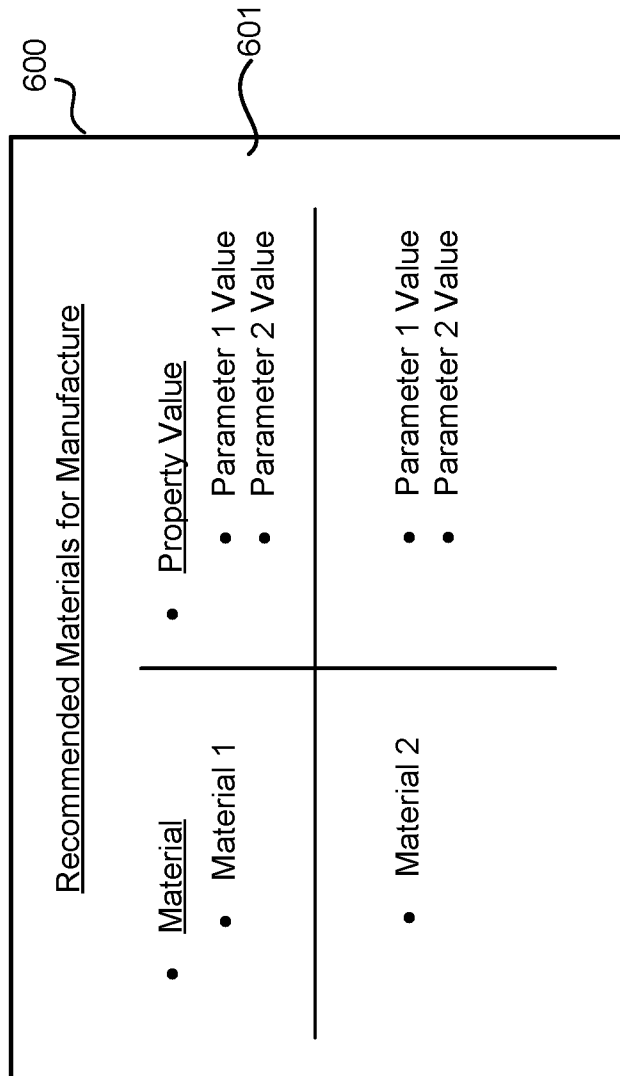 600
601
Recommended Materials for Manufacture
• Material
• Property Value
• Material 1
• Parameter 1 Value
• Parameter 2 Value
• Material 2
• Parameter 1 Value
• Parameter 2 Value